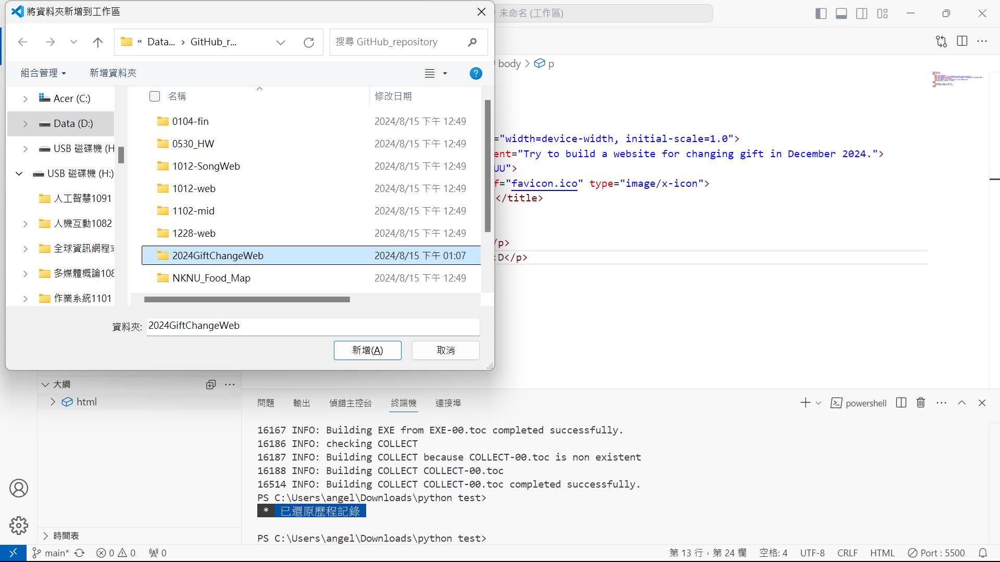 將資料夾新增到工作區
未命名 (工作區)
« Data... › GitHub_r...
搜尋 GitHub_repository
組合管理
新增資料夾
body > p
Acer (C:)
Data (D:)
USB 磁碟機 (H
USB 磁碟機 (H:)
人工智慧1091
人機互動1082
全球資訊網程式
多媒體概論108
作業系統1101
名稱
修改日期
0104-fin 2024/8/15 下午 12:49
0530_HW 2024/8/15 下午 12:49
1012-SongWeb 2024/8/15 下午 12:49
1012-web 2024/8/15 下午 12:49
1102-mid 2024/8/15 下午 12:49
1228-web 2024/8/15 下午 12:49
2024GiftChangeWeb 2024/8/15 下午 01:07
NKNU_Food_Map 2024/8/15 下午 12:49
資料夾: 2024GiftChangeWeb
新增(A)
取消
="width=device-width, initial-scale=1.0">
ent="Try to build a website for changing gift in December 2024.">
UU">
f="favicon.ico" type="image/x-icon">
</title>
/p>
:D</p>
大綱
html
時間表
問題
輸出
偵錯主控台
終端機
連接埠
powershell
16167 INFO: Building EXE from EXE-00.toc completed successfully.
16186 INFO: checking COLLECT
16187 INFO: Building COLLECT because COLLECT-00.toc is non existent
16188 INFO: Building COLLECT COLLECT-00.toc
16514 INFO: Building COLLECT COLLECT-00.toc completed successfully.
PS C:\Users\angel\Downloads\python test>
* 已還原歷程記錄
PS C:\Users\angel\Downloads\python test>
main*
0
0
0
第 13 行，第 24 欄
空格: 4
UTF-8
CRLF
HTML
Port : 5500